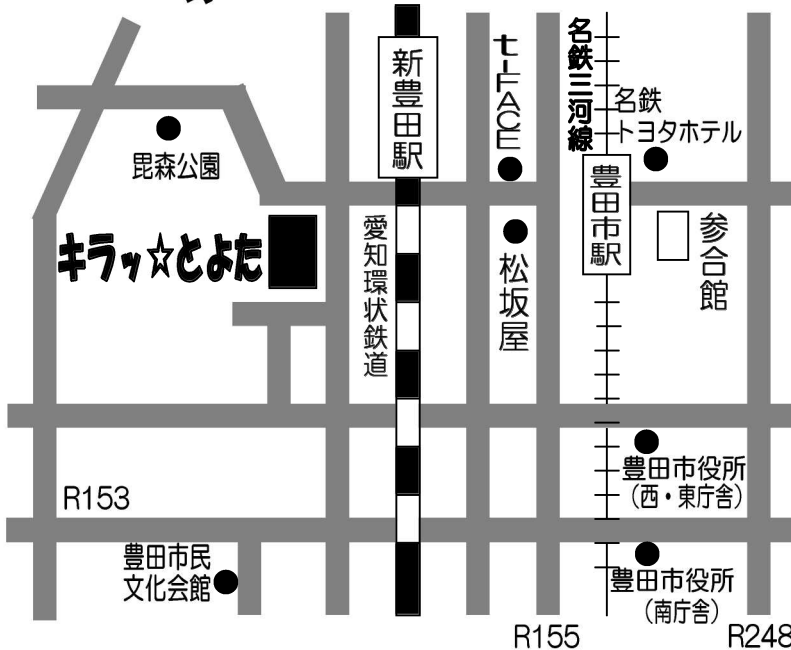 新豊田駅
t-FACE
名鉄三河線
名鉄
トヨタホテル
毘森公園
豊田市駅
キラッ☆とよた
愛知環状鉄道
松坂屋
参合館
R153
豊田市役所
(西・東庁舎)
豊田市民
文化会館
豊田市役所
(南庁舎)
R155
R248